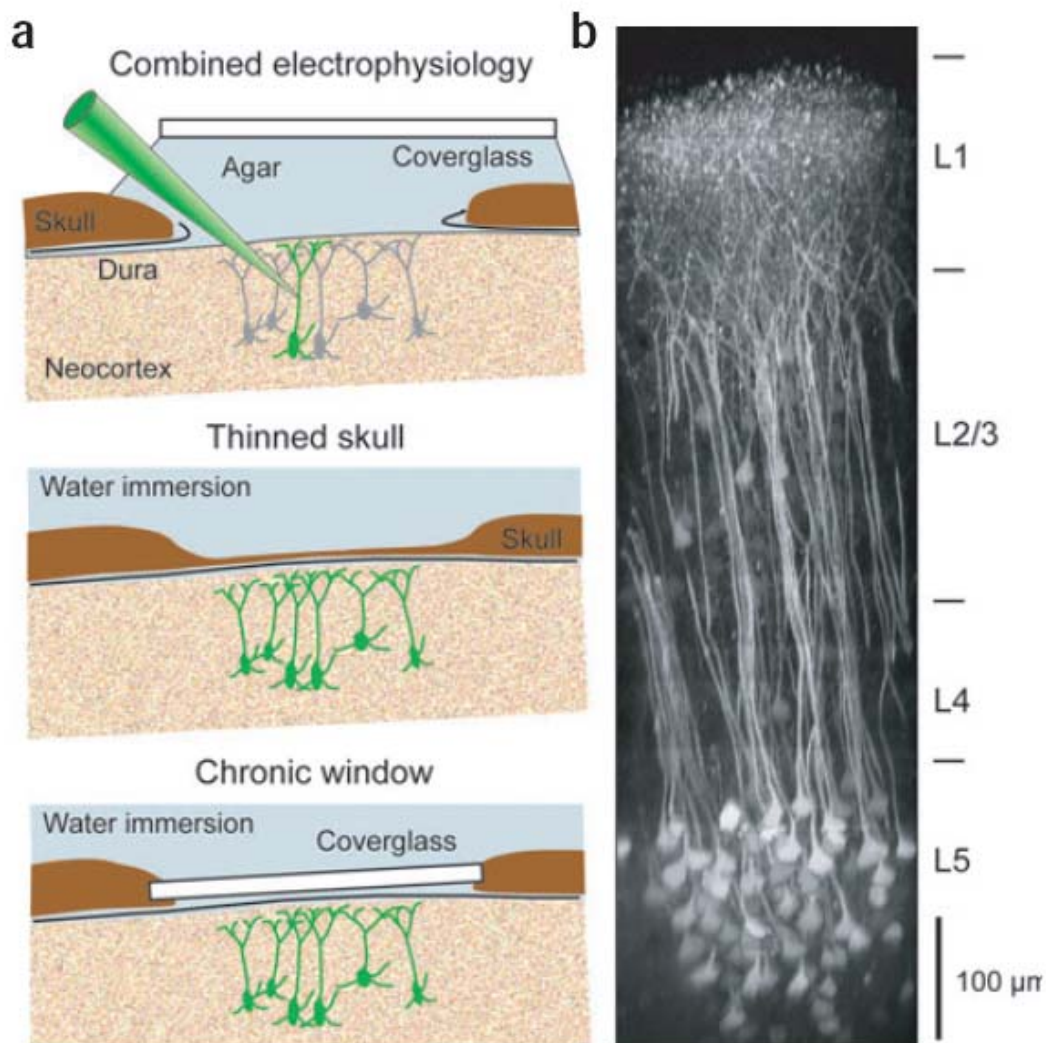 a
Combined electrophysiology
Agar
Coverglass
Skull
Dura
Neocortex
Thinned skull
Water immersion
Skull
Chronic window
Water immersion
Coverglass
b
L1
L2/3
L4
L5
100 μm